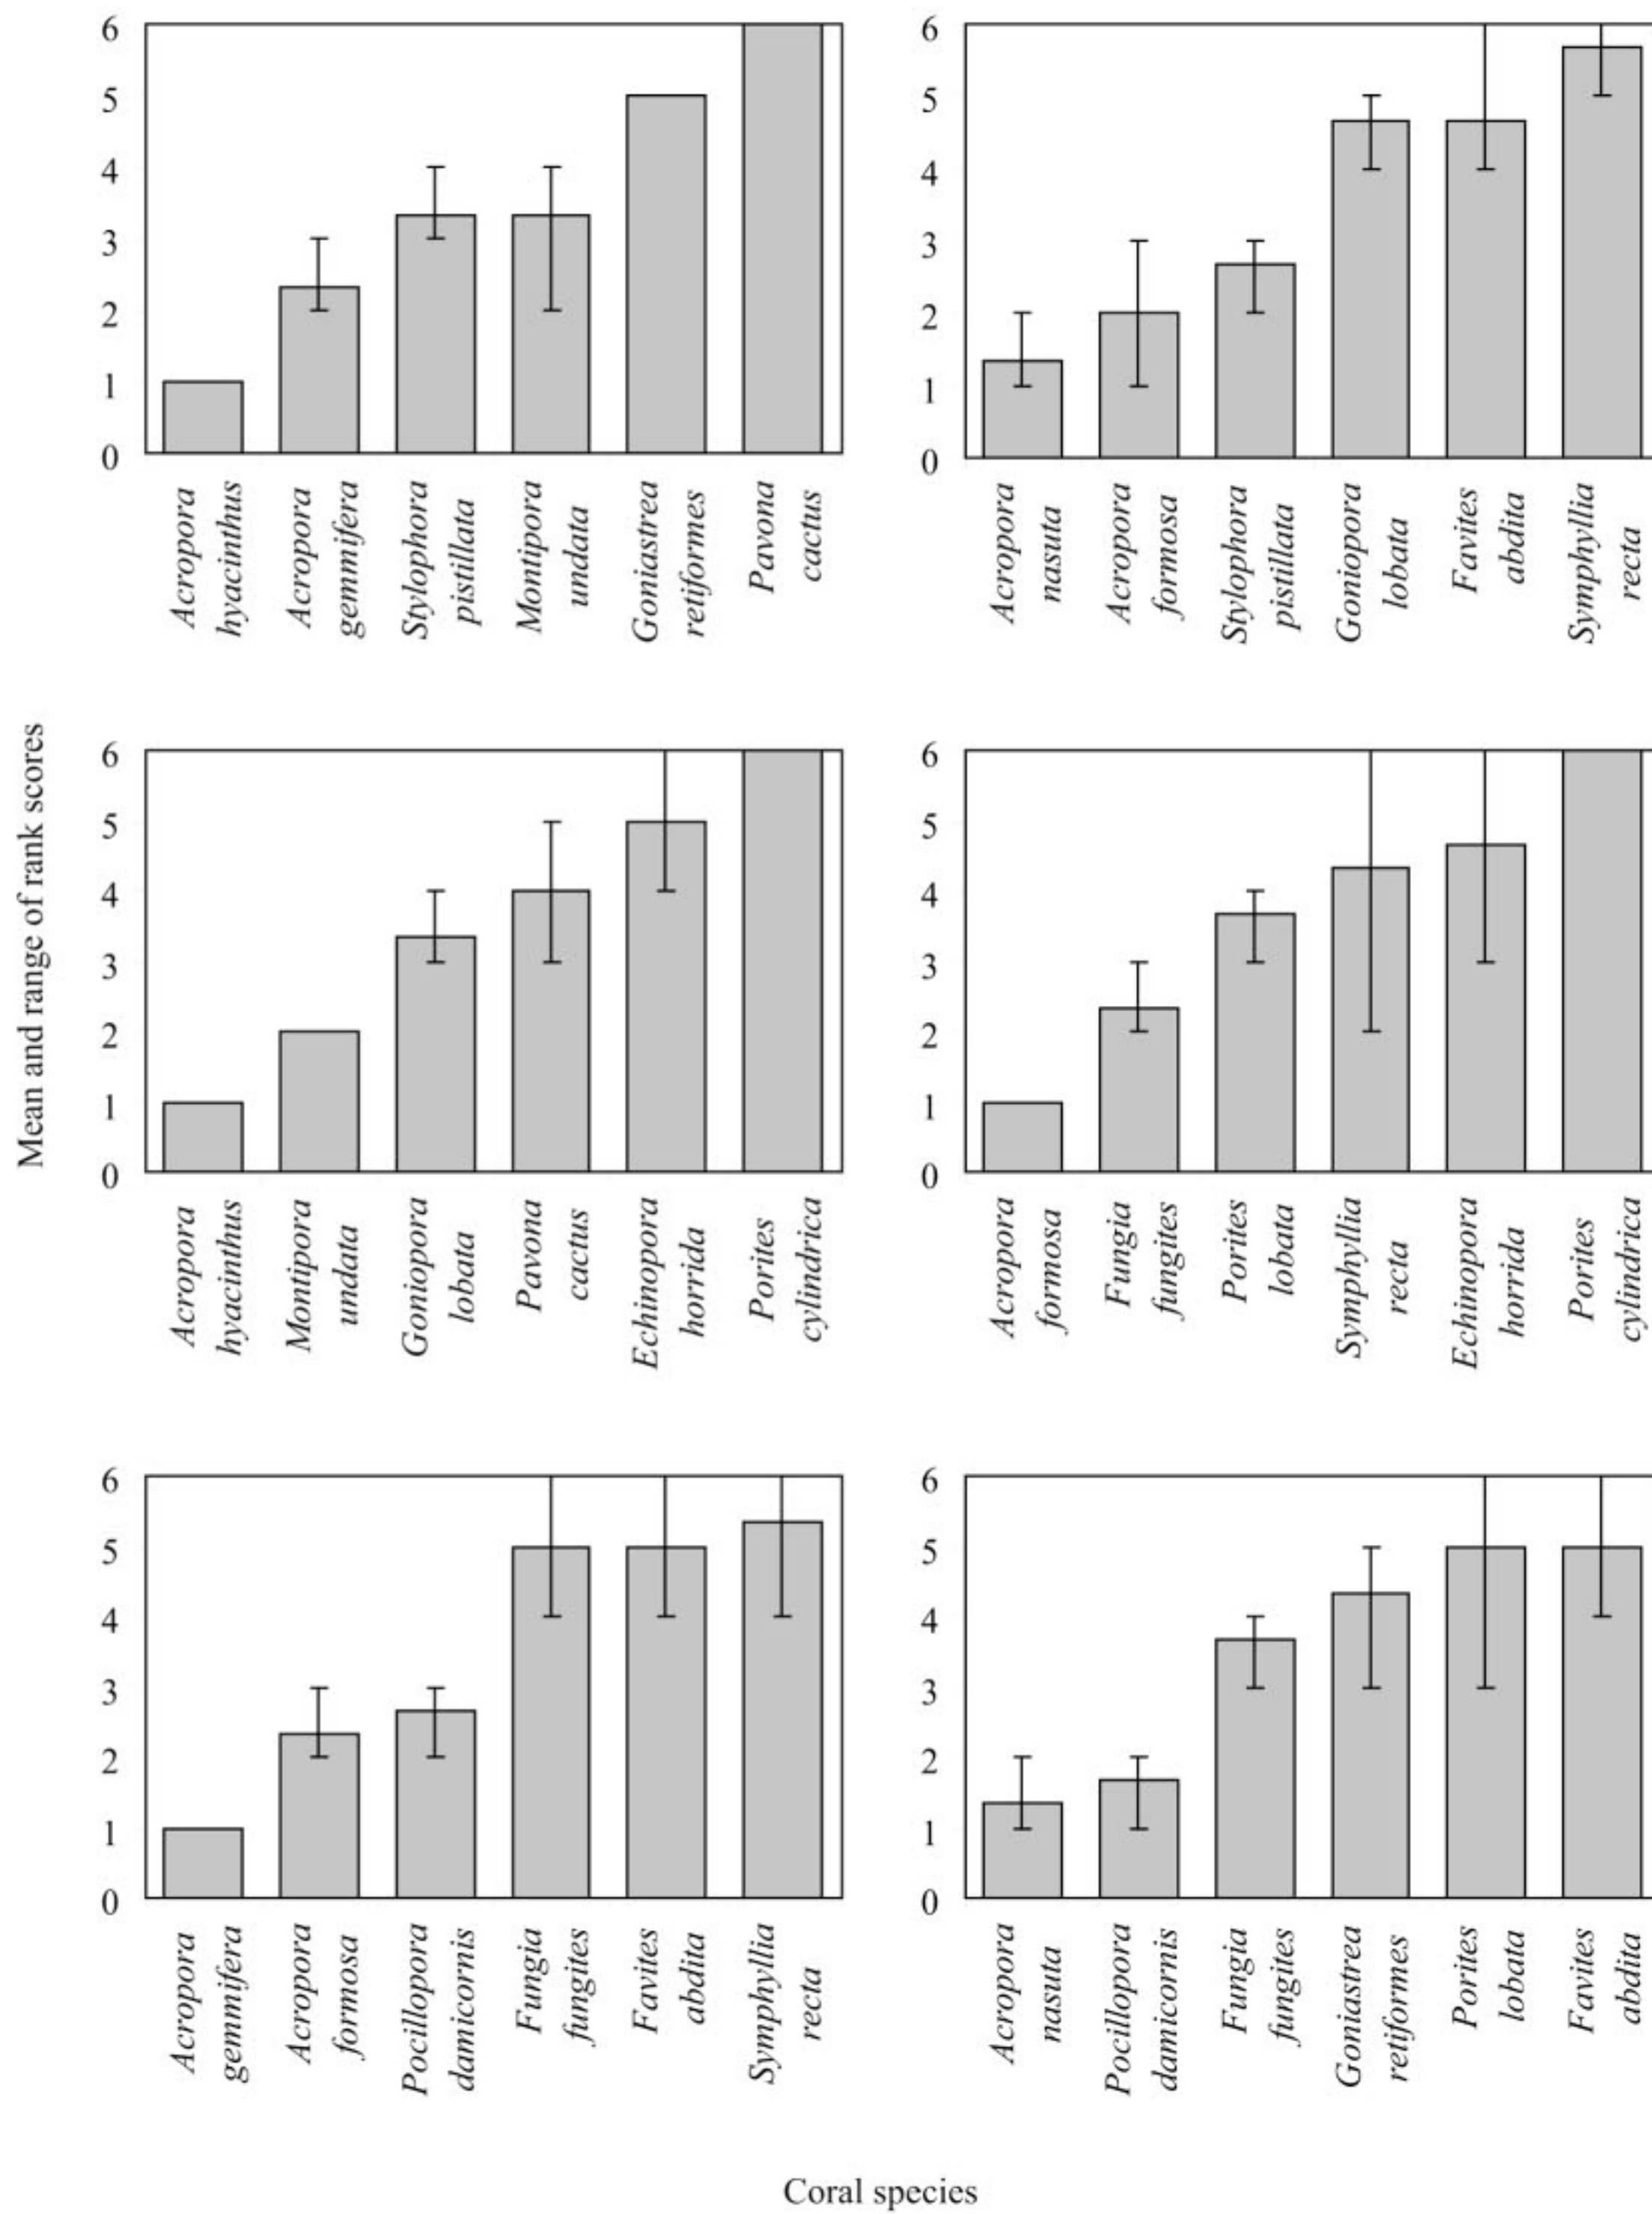 6
5
4
3
2
1
0
Acropora
hyacinthus
Acropora
gemmifera
Stylophora
pistillata
Montipora
undata
Goniastrea
retiformes
Pavona
cactus
6
5
4
3
2
1
0
Acropora
nasuta
Acropora
formosa
Stylophora
pistillata
Goniopora
lobata
Favites
abdita
Symphyllia
recta
Mean and range of rank scores
6
5
4
3
2
1
0
Acropora
hyacinthus
Montipora
undata
Goniopora
lobata
Pavona
cactus
Echinopora
horrida
Porites
cylindrica
6
5
4
3
2
1
0
Acropora
formosa
Fungia
fungites
Porites
lobata
Symphyllia
recta
Echinopora
horrida
Porites
cylindrica
6
5
4
3
2
1
0
Acropora
gemmifera
Acropora
formosa
Pocillopora
damicornis
Fungia
fungites
Favites
abdita
Symphyllia
recta
6
5
4
3
2
1
0
Acropora
nasuta
Pocillopora
damicornis
Fungia
fungites
Goniastrea
retiformes
Porites
lobata
Favites
abdita
Coral species